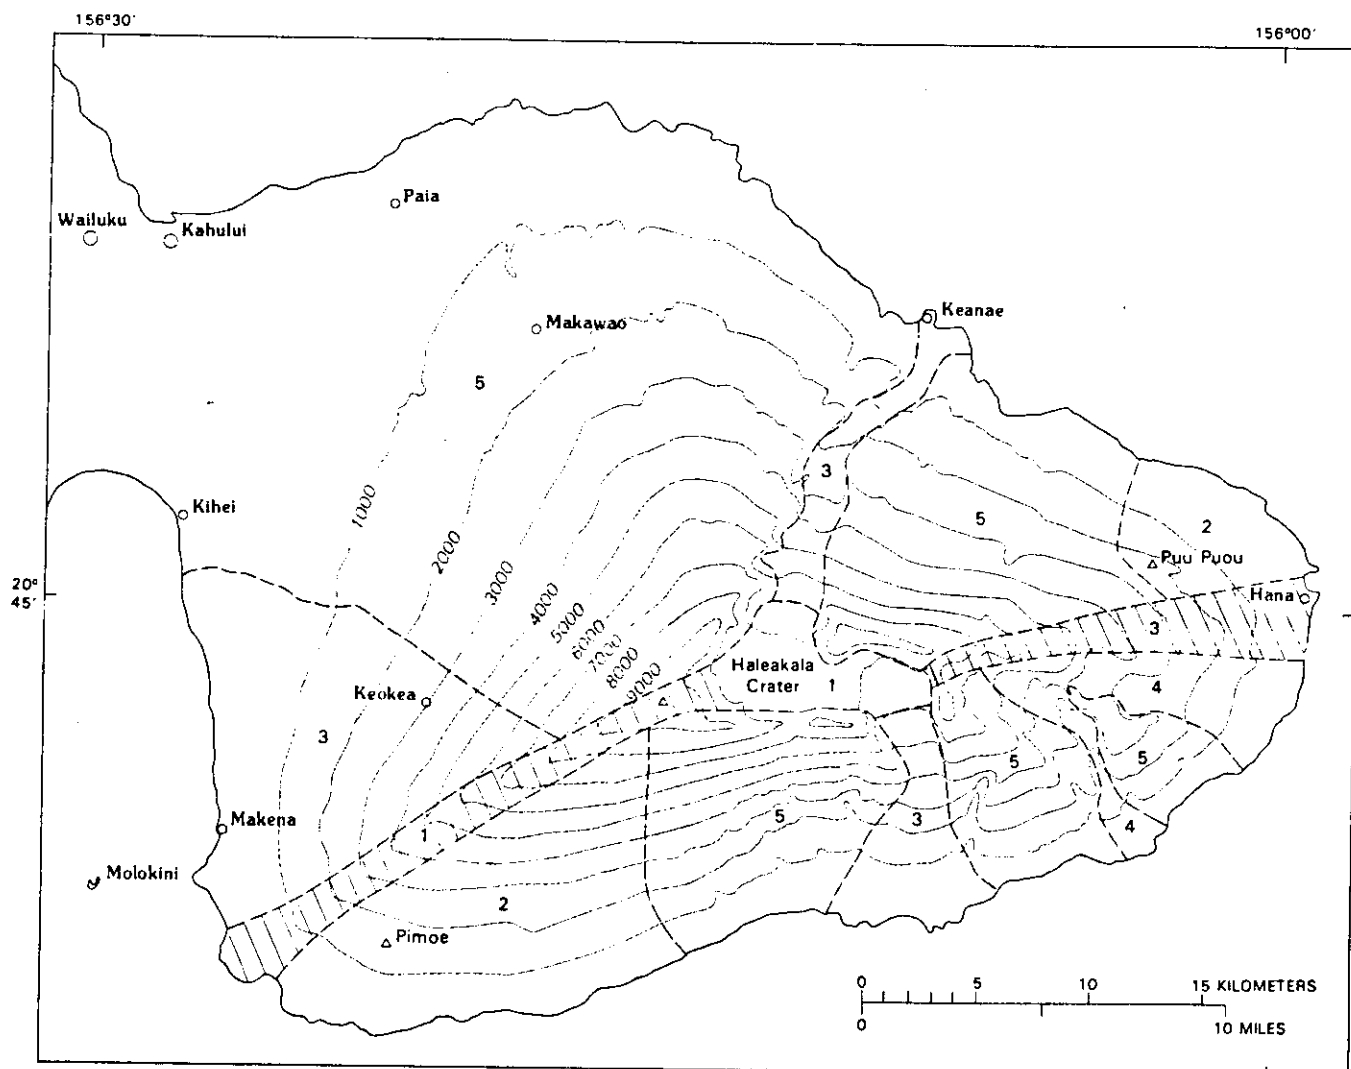 156°30'
156°00'
Paia
Wailuku
Kahului
Keanae
Makawao
5
3
1000
Kihei
5
2
2000
Puu Puou
3000
20°
45'
4000
Hana
5000
3
6000
7000
8000
Haleakala
Crater
9000
1
4
Keokea
3
5
5
5
3
4
Makena
1
Molokini
2
Pimoe
0 5 10 15 KILOMETERS
0 10 MILES